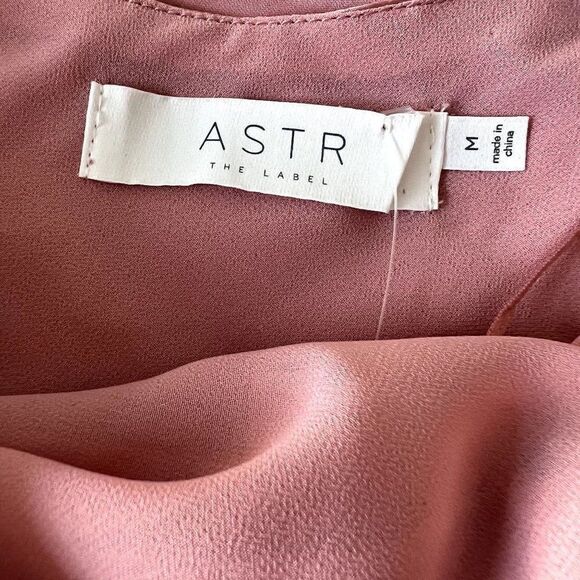 ASTR
THE LABEL
M
made in
china